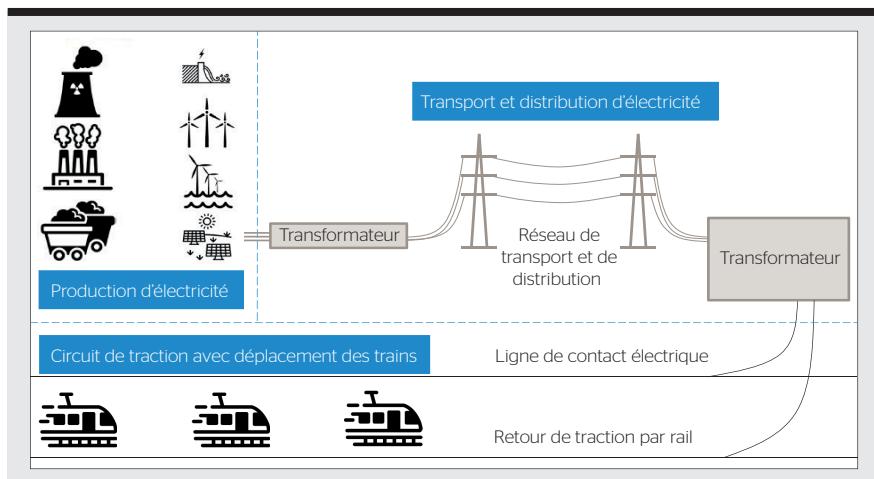 Transport et distribution d'électricité
Transformateur
Réseau de
transport et de
distribution
Transformateur
Production d'électricité
Circuit de traction avec déplacement des trains
Ligne de contact électrique
Retour de traction par rail